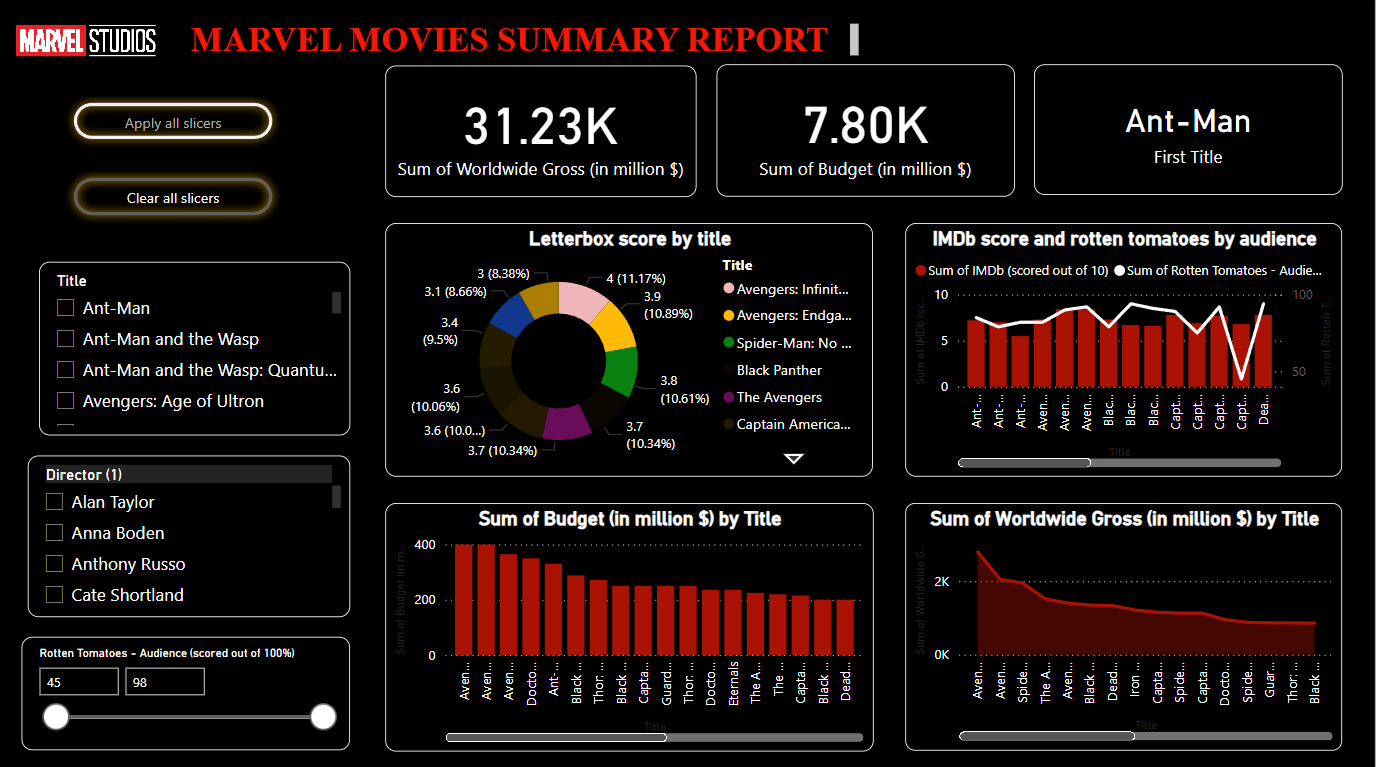 MARVEL STUDIOS
MARVEL MOVIES SUMMARY REPORT
Apply all slicers
Clear all slicers
Title
Ant-Man
Ant-Man and the Wasp
Ant-Man and the Wasp: Quantu...
Avengers: Age of Ultron
Director (1)
Alan Taylor
Anna Boden
Anthony Russo
Cate Shortland
Rotten Tomatoes - Audience (scored out of 100%)
45
98
31.23K
Sum of Worldwide Gross (in million $)
7.80K
Sum of Budget (in million $)
Ant-Man
First Title
Letterbox score by title
4 (11.17%)
3.9
(10.89%)
3.8
(10.61%)
3.7
(10.34%)
3.7 (10.34%)
3.6 (10.0...)
3.6
(10.06%)
3.4
(9.5%)
3.1 (8.66%)
3 (8.38%)
Title
Avengers: Infinit...
Avengers: Endga...
Spider-Man: No ...
Black Panther
The Avengers
Captain America...
IMDb score and rotten tomatoes by audience
Sum of IMDb (scored out of 10)
Sum of Rotten Tomatoes - Audie...
Sum of IMDb (sc...
10
5
0
100
50
Sum of Rotten T...
Ant-...
Ant-...
Ant-...
Aven...
Aven...
Aven...
Blac...
Blac...
Blac...
Capt...
Capt...
Capt...
Capt...
Dea...
Title
Sum of Budget (in million $) by Title
Sum of Budget (in m...
400
200
0
Aven...
Aven...
Aven...
Docto...
Ant-...
Black ...
Thor:...
Black ...
Capta...
Guard...
Thor:...
Docto...
Eternals
The A...
The ...
Capta...
Black ...
Dead...
Title
Sum of Worldwide Gross (in million $) by Title
Sum of Worldwide G...
2K
0K
Aven...
Aven...
Spide...
The A...
Aven...
Black...
Dead...
Iron ...
Capta...
Spide...
Capta...
Docto...
Spide...
Guar...
Thor:...
Black...
Title